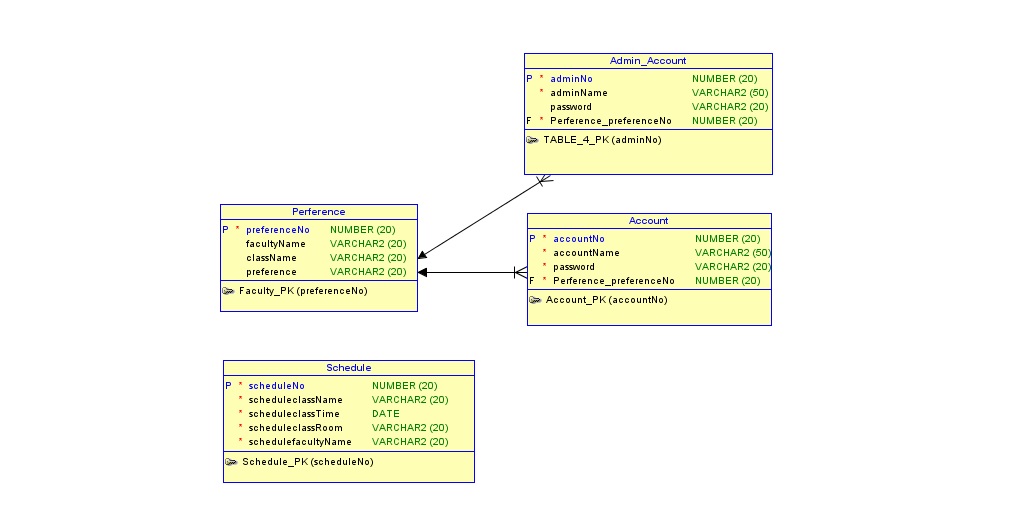 Admin_Account
P * adminNo NUMBER (20)
* adminName VARCHAR2 (50)
password VARCHAR2 (20)
F * Perference_preferenceNo NUMBER (20)
TABLE_4_PK (adminNo)
Perference
P * preferenceNo NUMBER (20)
facultyName VARCHAR2 (20)
className VARCHAR2 (20)
preference VARCHAR2 (20)
Faculty_PK (preferenceNo)
Account
P * accountNo NUMBER (20)
* accountName VARCHAR2 (50)
* password VARCHAR2 (20)
F * Perference_preferenceNo NUMBER (20)
Account_PK (accountNo)
Schedule
P * scheduleNo NUMBER (20)
* scheduleclassName VARCHAR2 (20)
* scheduleclassTime DATE
* scheduleclassRoom VARCHAR2 (20)
* schedulefacultyName VARCHAR2 (20)
Schedule_PK (scheduleNo)